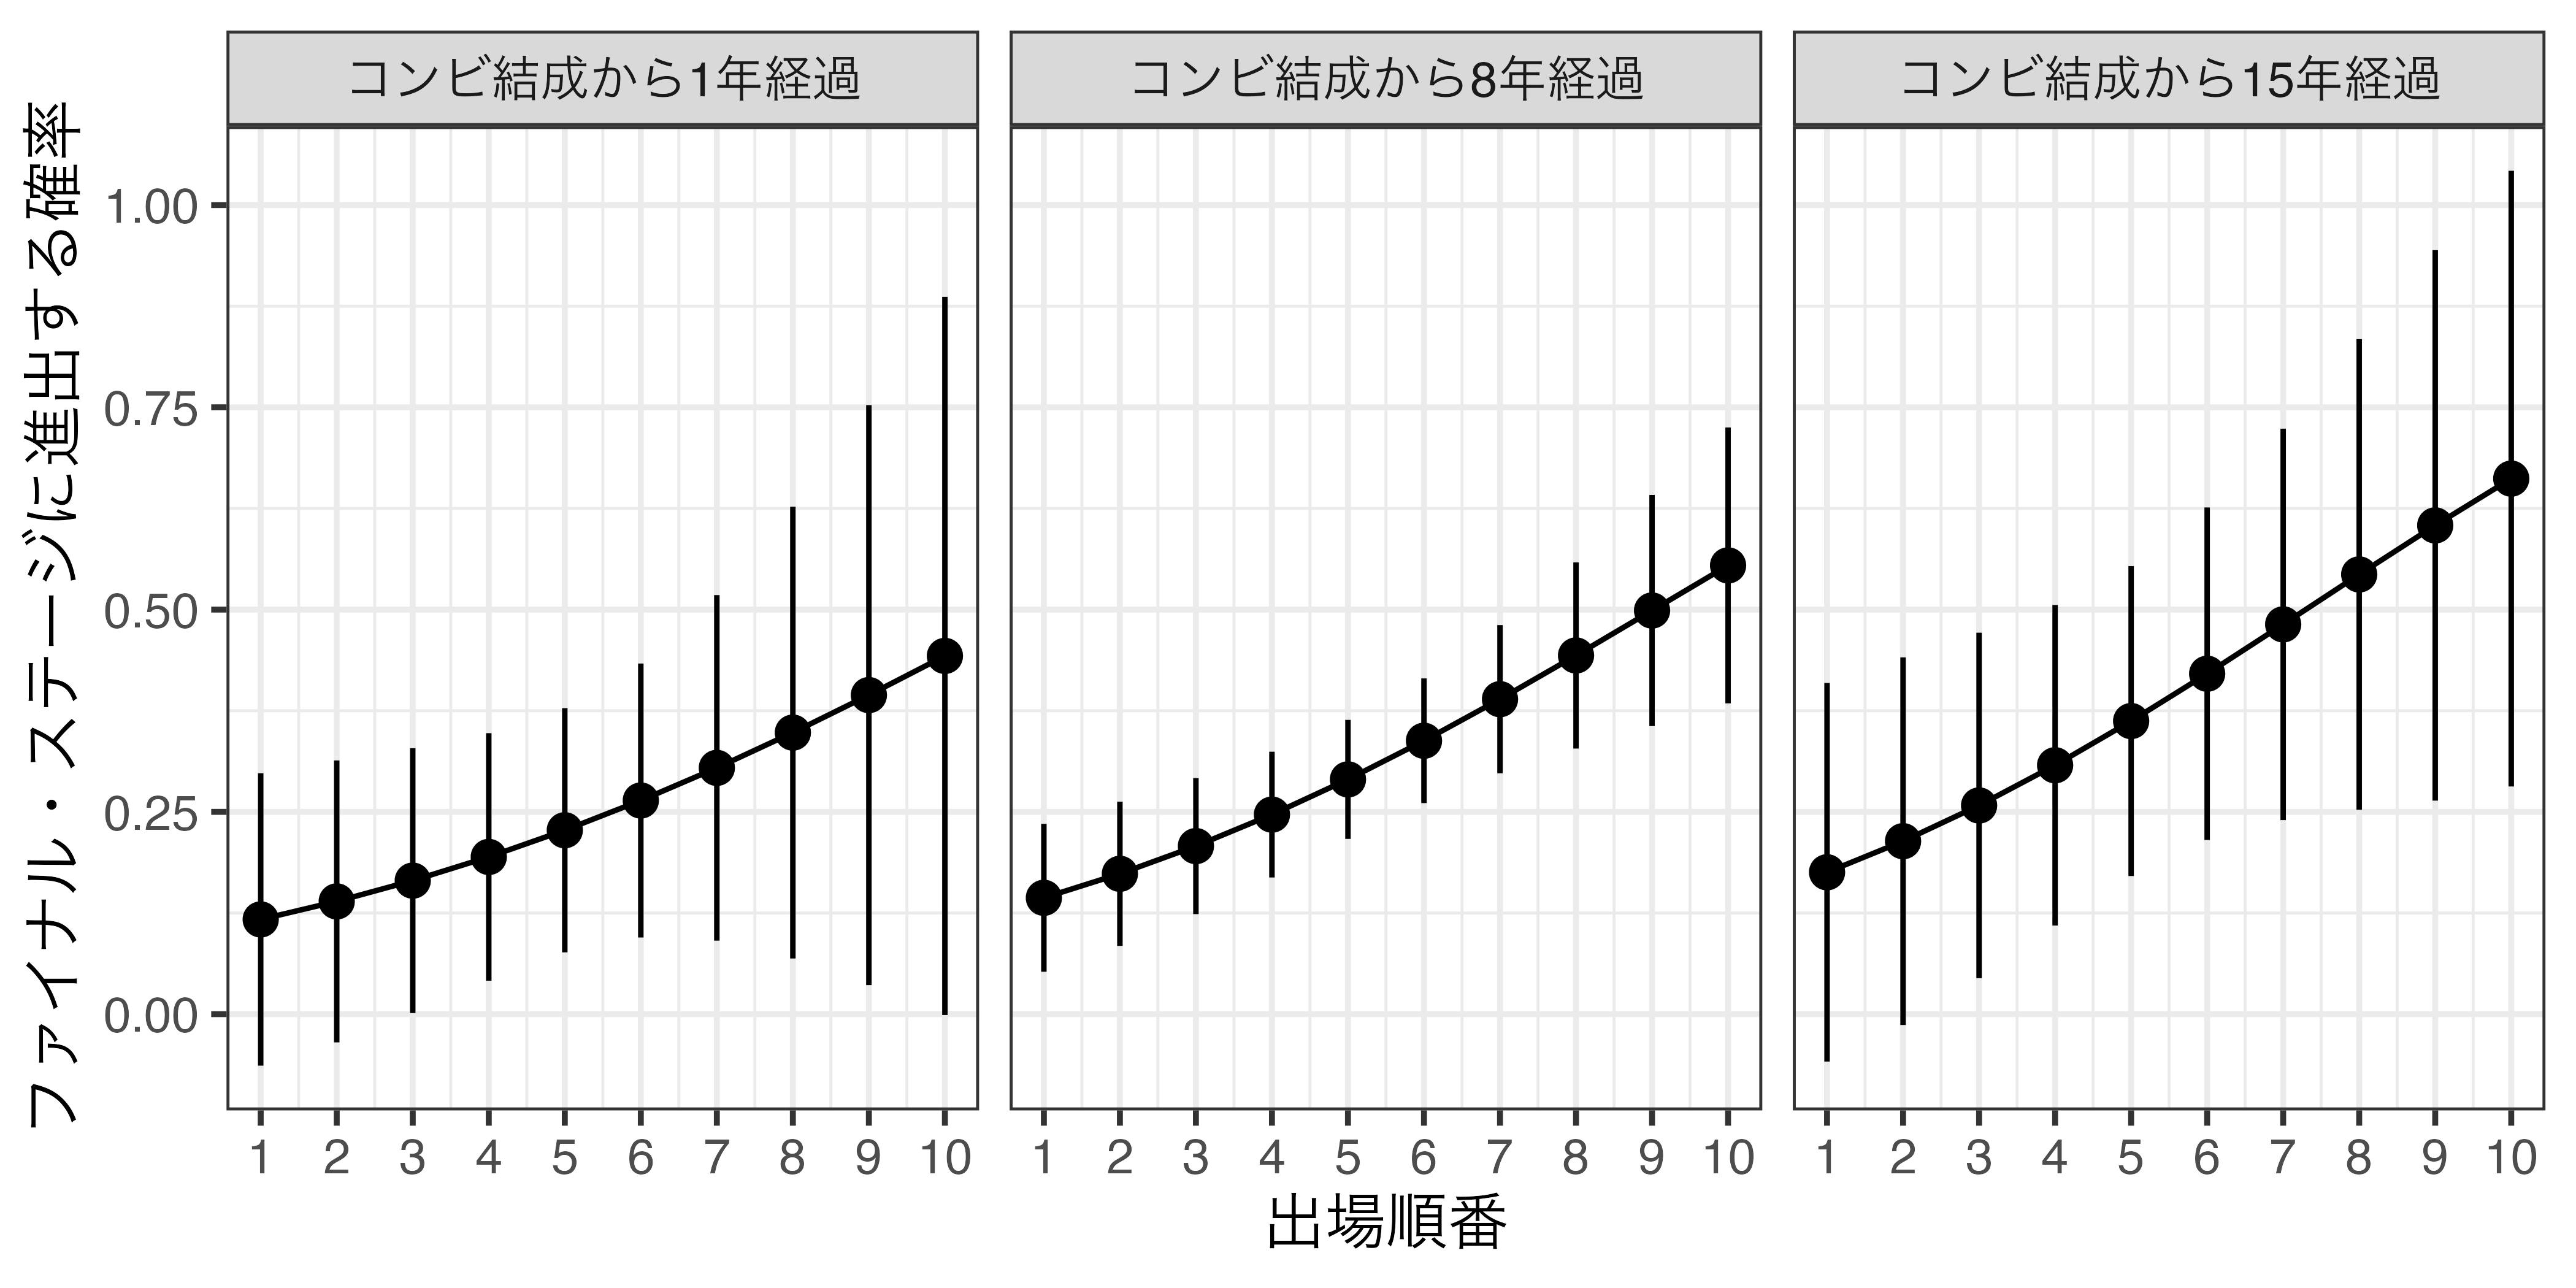 コンビ結成から1年経過
コンビ結成から8年経過
コンビ結成から15年経過
ファイナル・ステージに進出する確率
1.00
0.75
0.50
0.25
0.00
1 2 3 4 5 6 7 8 9 10
1 2 3 4 5 6 7 8 9 10
1 2 3 4 5 6 7 8 9 10
出場順番